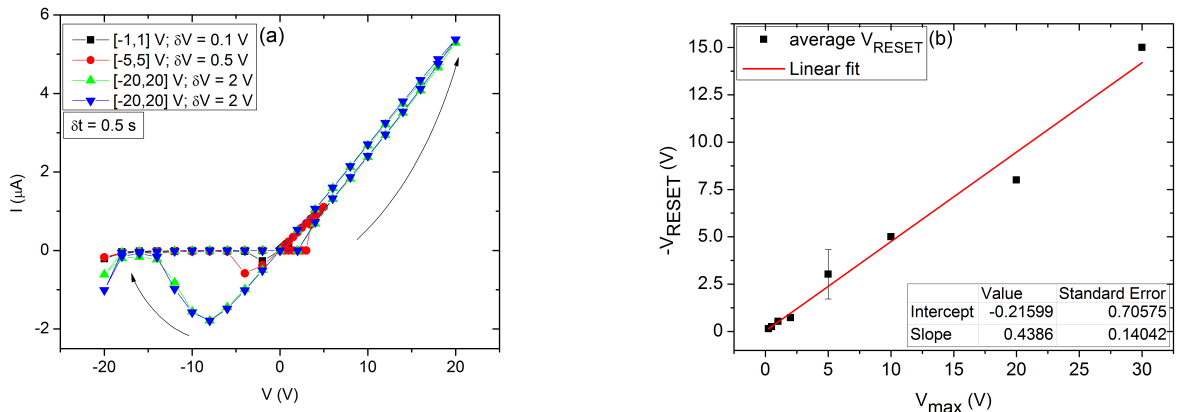 (a)
[-1,1] V; δV = 0.1 V
[-5,5] V; δV = 0.5 V
[-20,20] V; δV = 2 V
[-20,20] V; δV = 2 V
δt = 0.5 s
6
4
2
0
-2
I (μA)
-20
-10
0
10
20
V (V)
(b)
average V_RESET
Linear fit
15.0
12.5
10.0
7.5
5.0
2.5
0
-V_RESET (V)
Value Standard Error
Intercept -0.21599 0.70575
Slope 0.4386 0.14042
0
5
10
15
20
25
30
V_max (V)